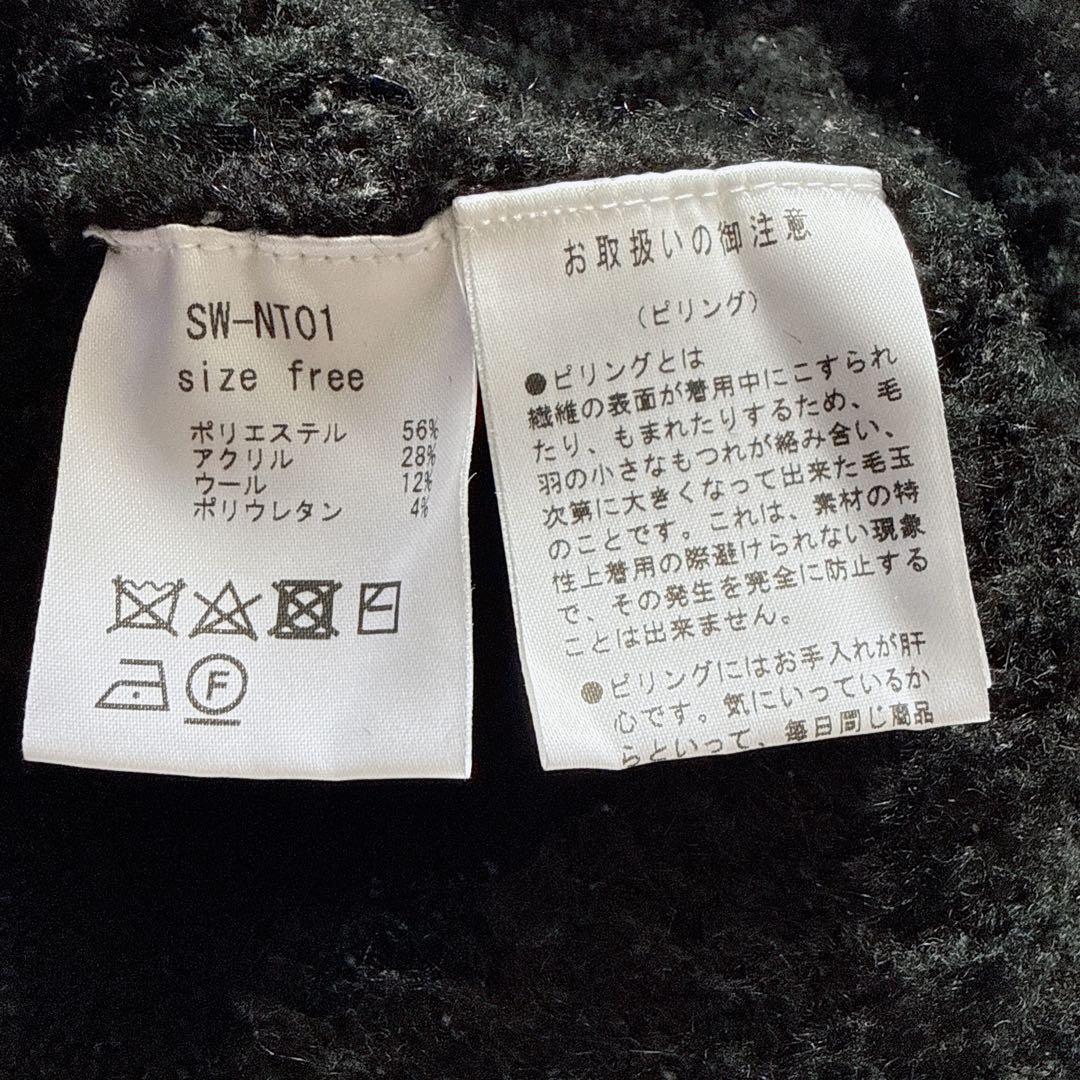 SW-NT01
size free
ポリエステル 56%
アクリル 28%
ウール 12%
ポリウレタン 4%
F
お取扱いの御注意
(ピリング)
●ピリングとは
繊維の表面が着用中にこすられ
たり、もまれたりするため、毛
羽の小さなもつれが絡み合い、
次第に大きくなって出来た毛玉
のことです。これは、素材の特
性上着用の際避けられない現象
で、その発生を完全に防止する
ことは出来ません。
●ピリングにはお手入れが肝
心です。気にいっているか
らといって、毎日同じ商品